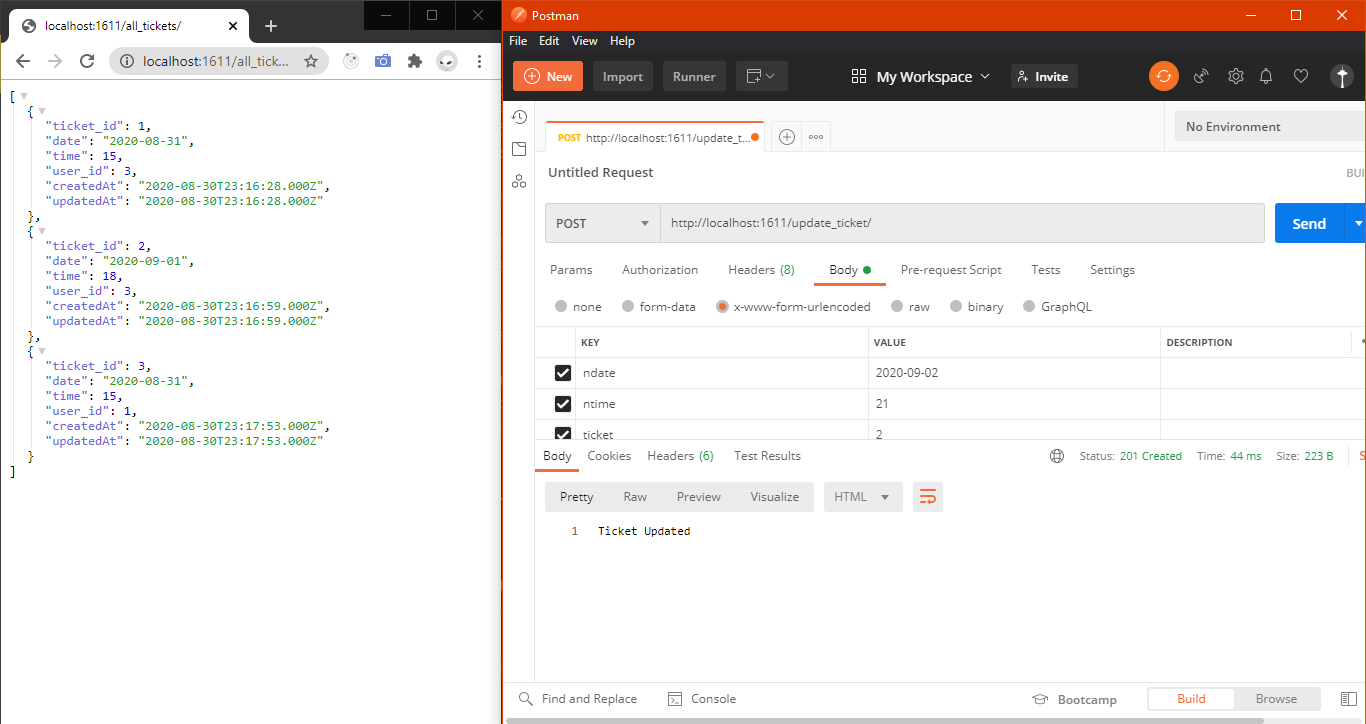 localhost:1611/all_tickets/
localhost:1611/all_tick...
[
{
"ticket_id": 1,
"date": "2020-08-31",
"time": 15,
"user_id": 3,
"createdAt": "2020-08-30T23:16:28.000Z",
"updatedAt": "2020-08-30T23:16:28.000Z"
},
{
"ticket_id": 2,
"date": "2020-09-01",
"time": 18,
"user_id": 3,
"createdAt": "2020-08-30T23:16:59.000Z",
"updatedAt": "2020-08-30T23:16:59.000Z"
},
{
"ticket_id": 3,
"date": "2020-08-31",
"time": 15,
"user_id": 1,
"createdAt": "2020-08-30T23:17:53.000Z",
"updatedAt": "2020-08-30T23:17:53.000Z"
}
]
Postman
File Edit View Help
New Import Runner My Workspace Invite
POST http://localhost:1611/update_t... No Environment
Untitled Request BUI
POST http://localhost:1611/update_ticket/ Send
Params Authorization Headers (8) Body Pre-request Script Tests Settings
none form-data x-www-form-urlencoded raw binary GraphQL
KEY VALUE DESCRIPTION
ndate 2020-09-02
ntime 21
ticket 2
Body Cookies Headers (6) Test Results Status: 201 Created Time: 44 ms Size: 223 B S
Pretty Raw Preview Visualize HTML
1 Ticket Updated
Find and Replace Console Bootcamp Build Browse